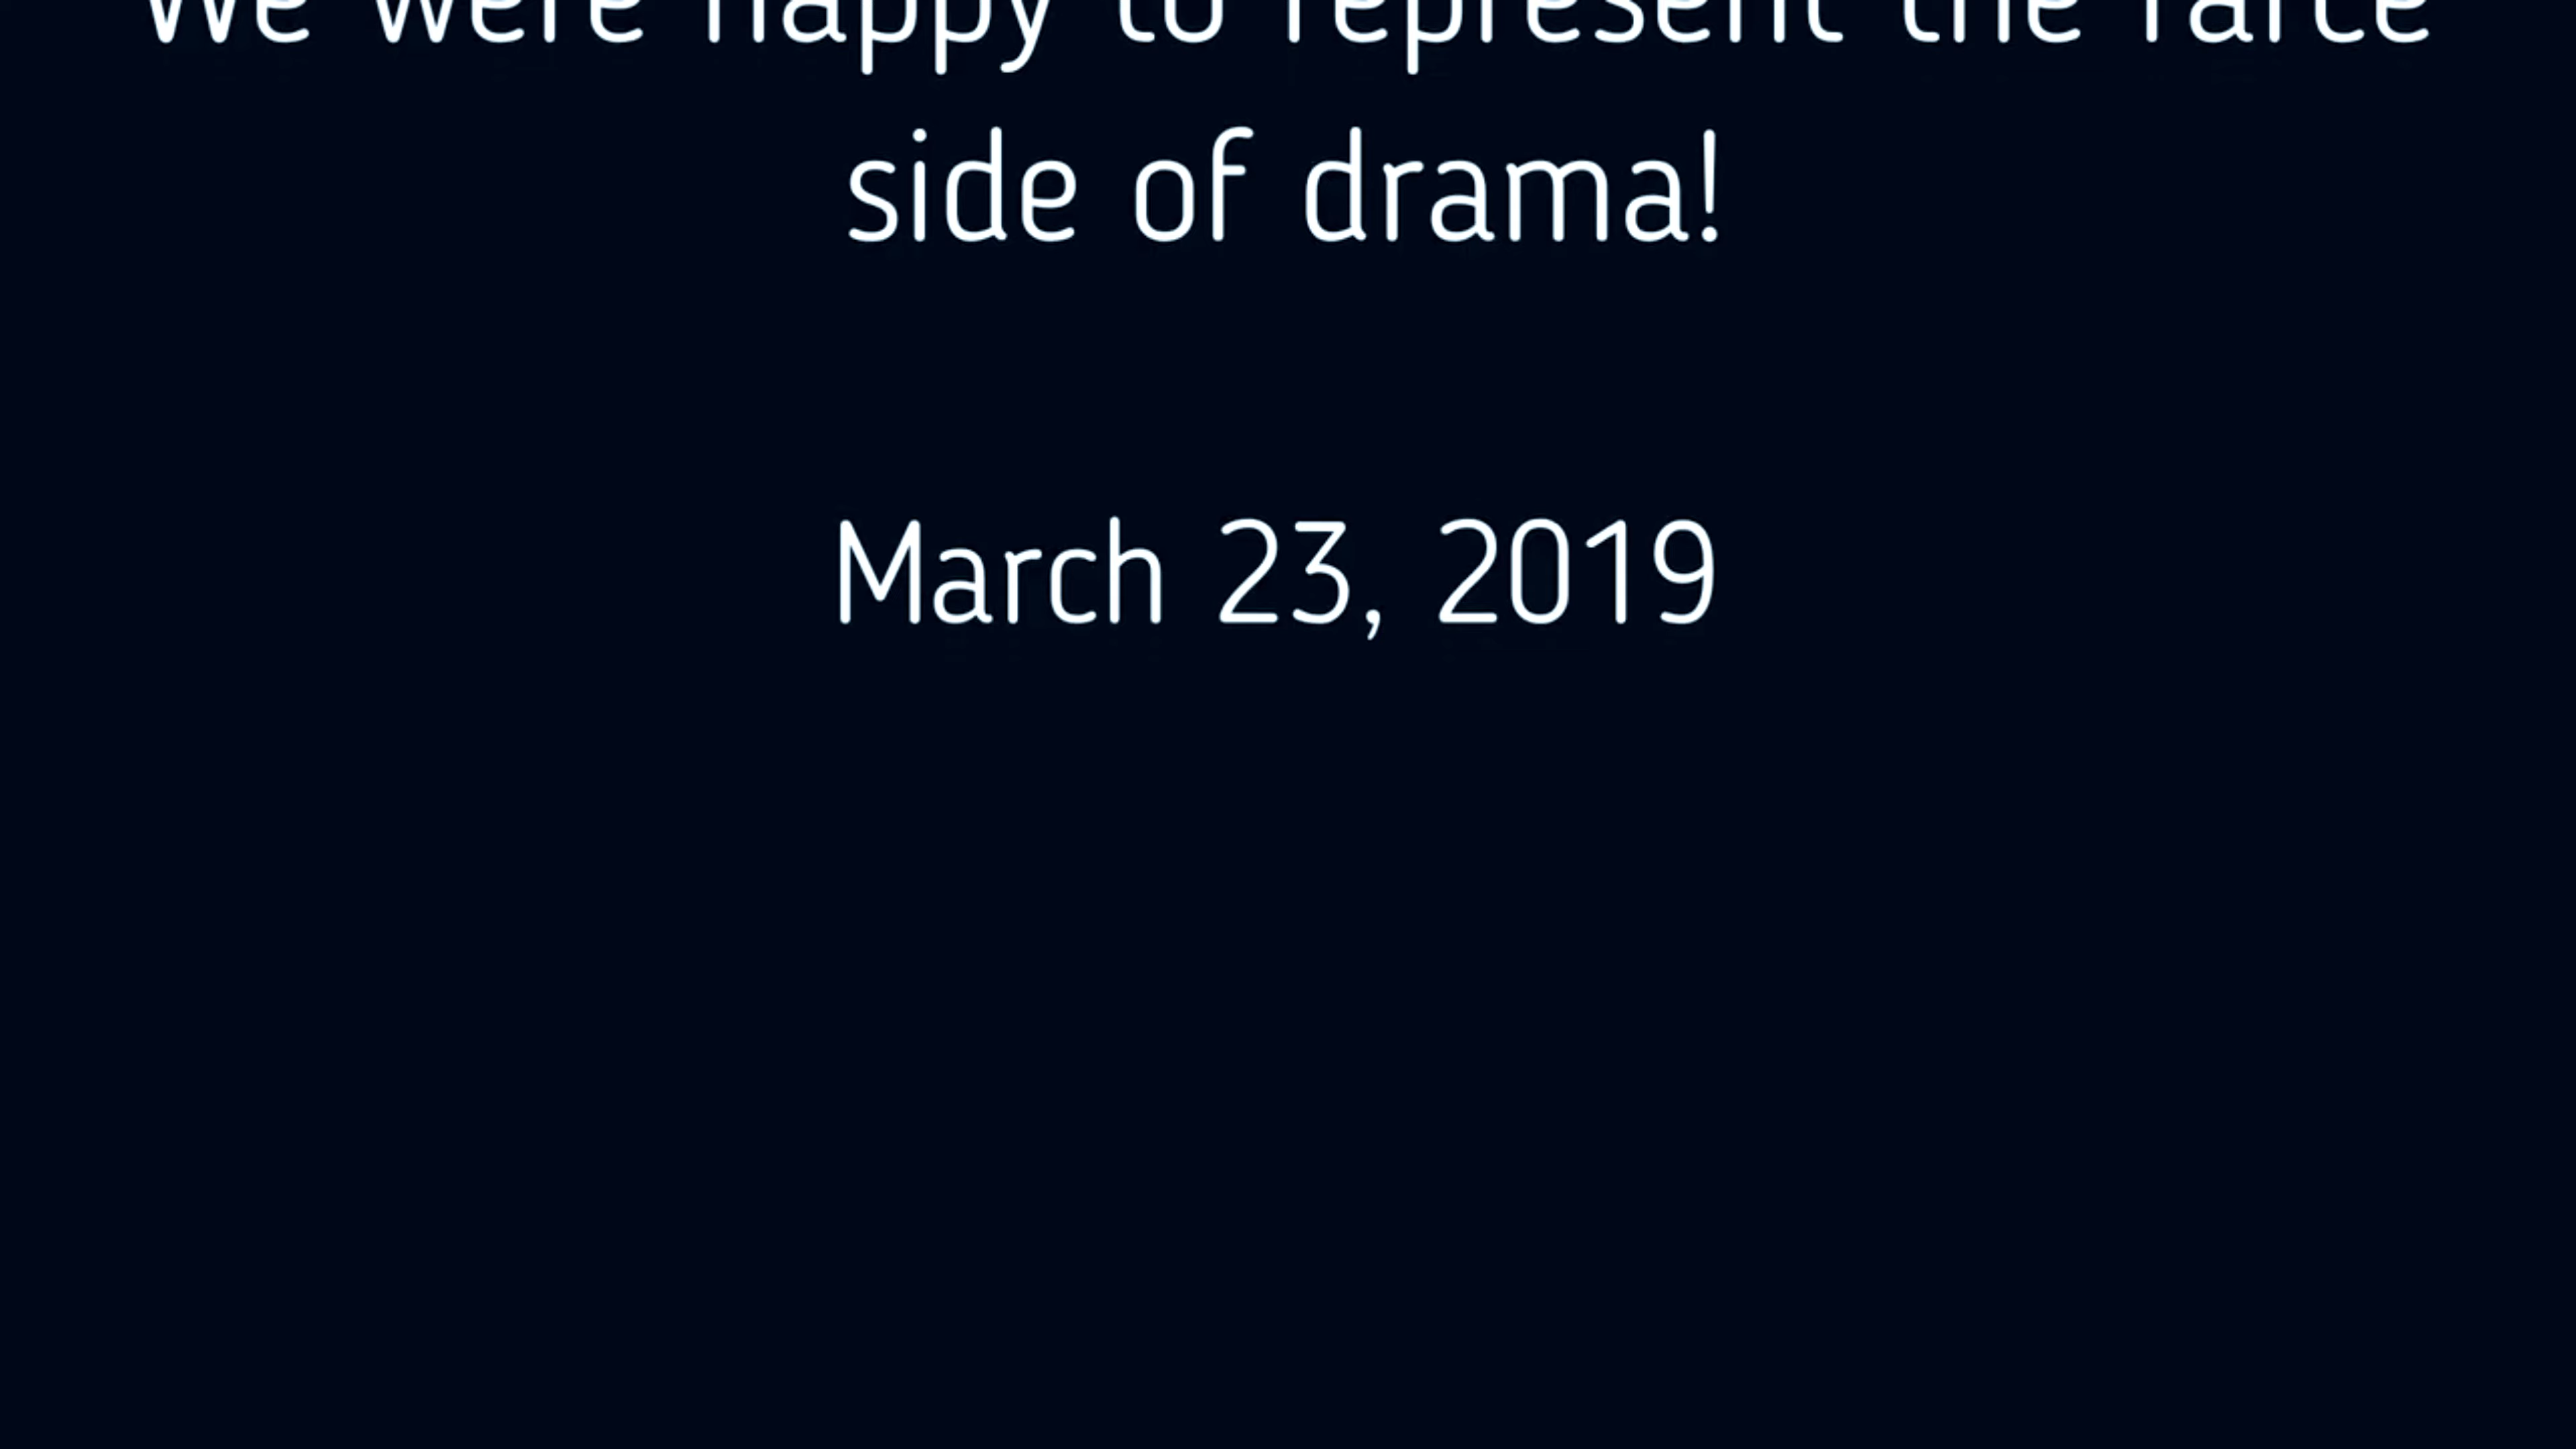 We were happy to represent the farce
side of drama!
March 23, 2019